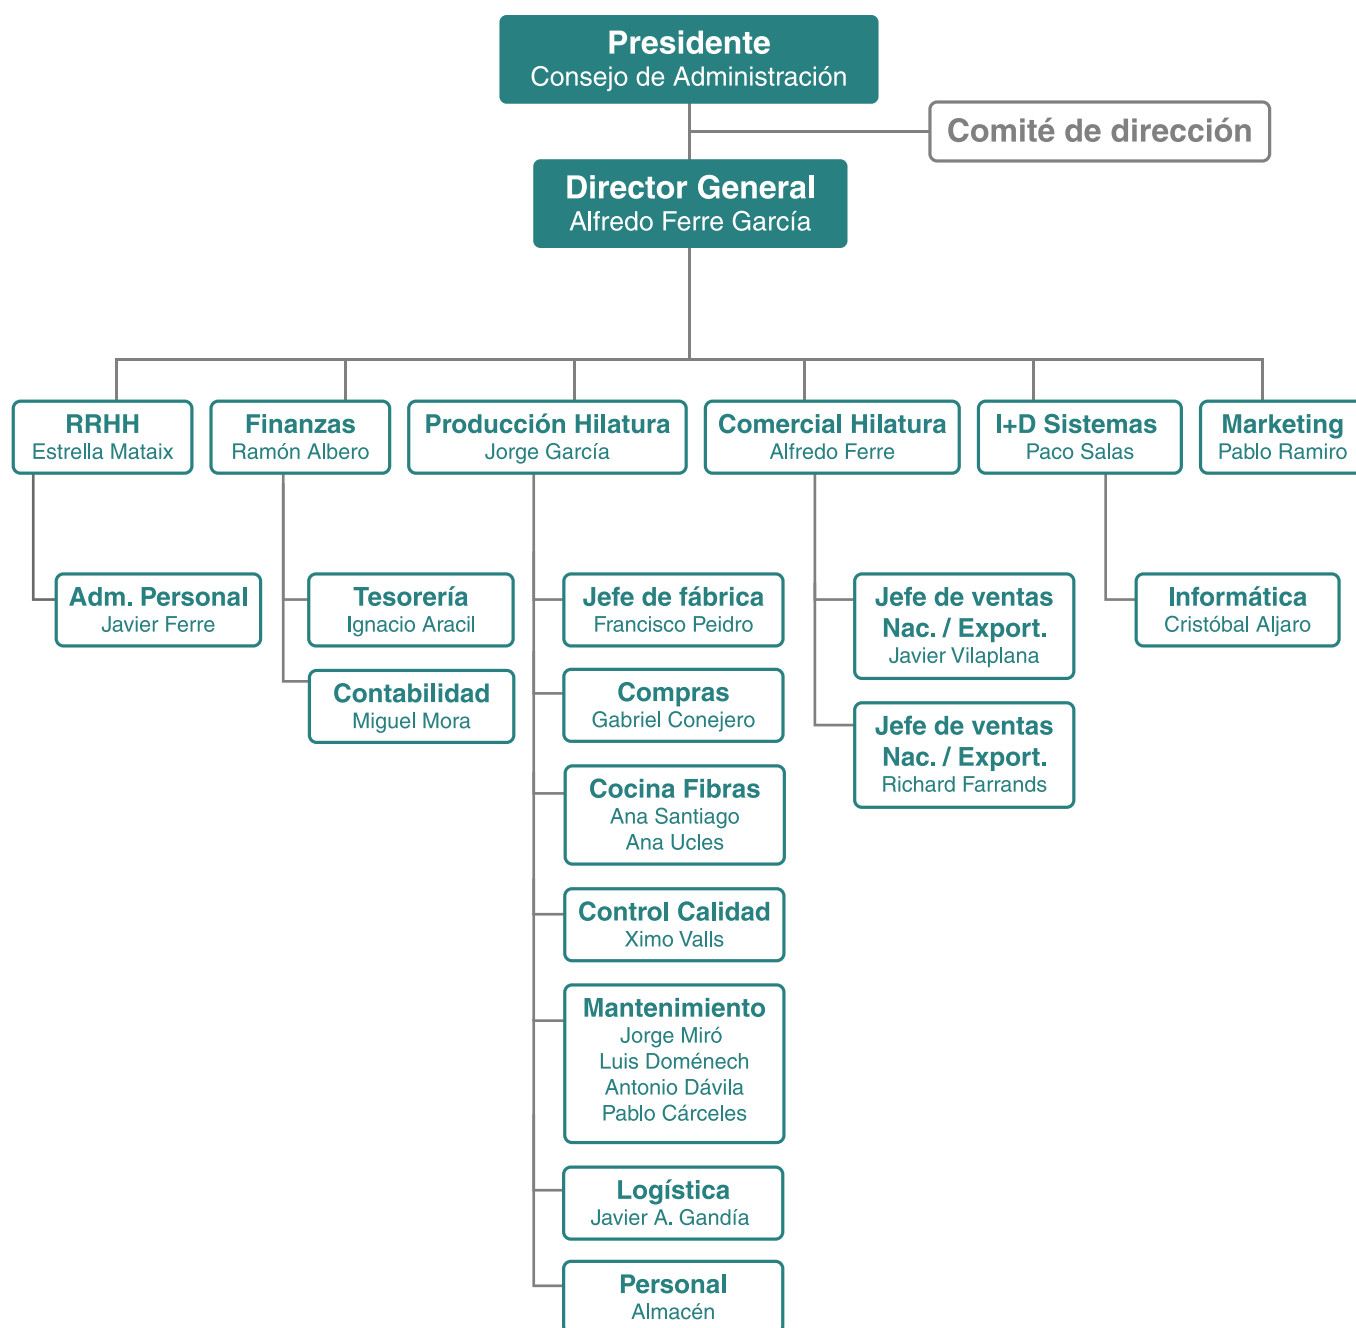 Presidente
Consejo de Administración
Comité de dirección
Director General
Alfredo Ferre García
RRHH
Estrella Mataix
Finanzas
Ramón Albero
Producción Hilatura
Jorge García
Comercial Hilatura
Alfredo Ferre
I+D Sistemas
Paco Salas
Marketing
Pablo Ramiro
Adm. Personal
Javier Ferre
Tesorería
Ignacio Aracil
Contabilidad
Miguel Mora
Jefe de fábrica
Francisco Peidro
Compras
Gabriel Conejero
Cocina Fibras
Ana Santiago
Ana Ucles
Control Calidad
Ximo Valls
Mantenimiento
Jorge Miró
Luis Doménech
Antonio Dávila
Pablo Cárceles
Logística
Javier A. Gandía
Personal
Almacén
Jefe de ventas
Nac. / Export.
Javier Vilaplana
Jefe de ventas
Nac. / Export.
Richard Farrands
Informática
Cristóbal Aljaro